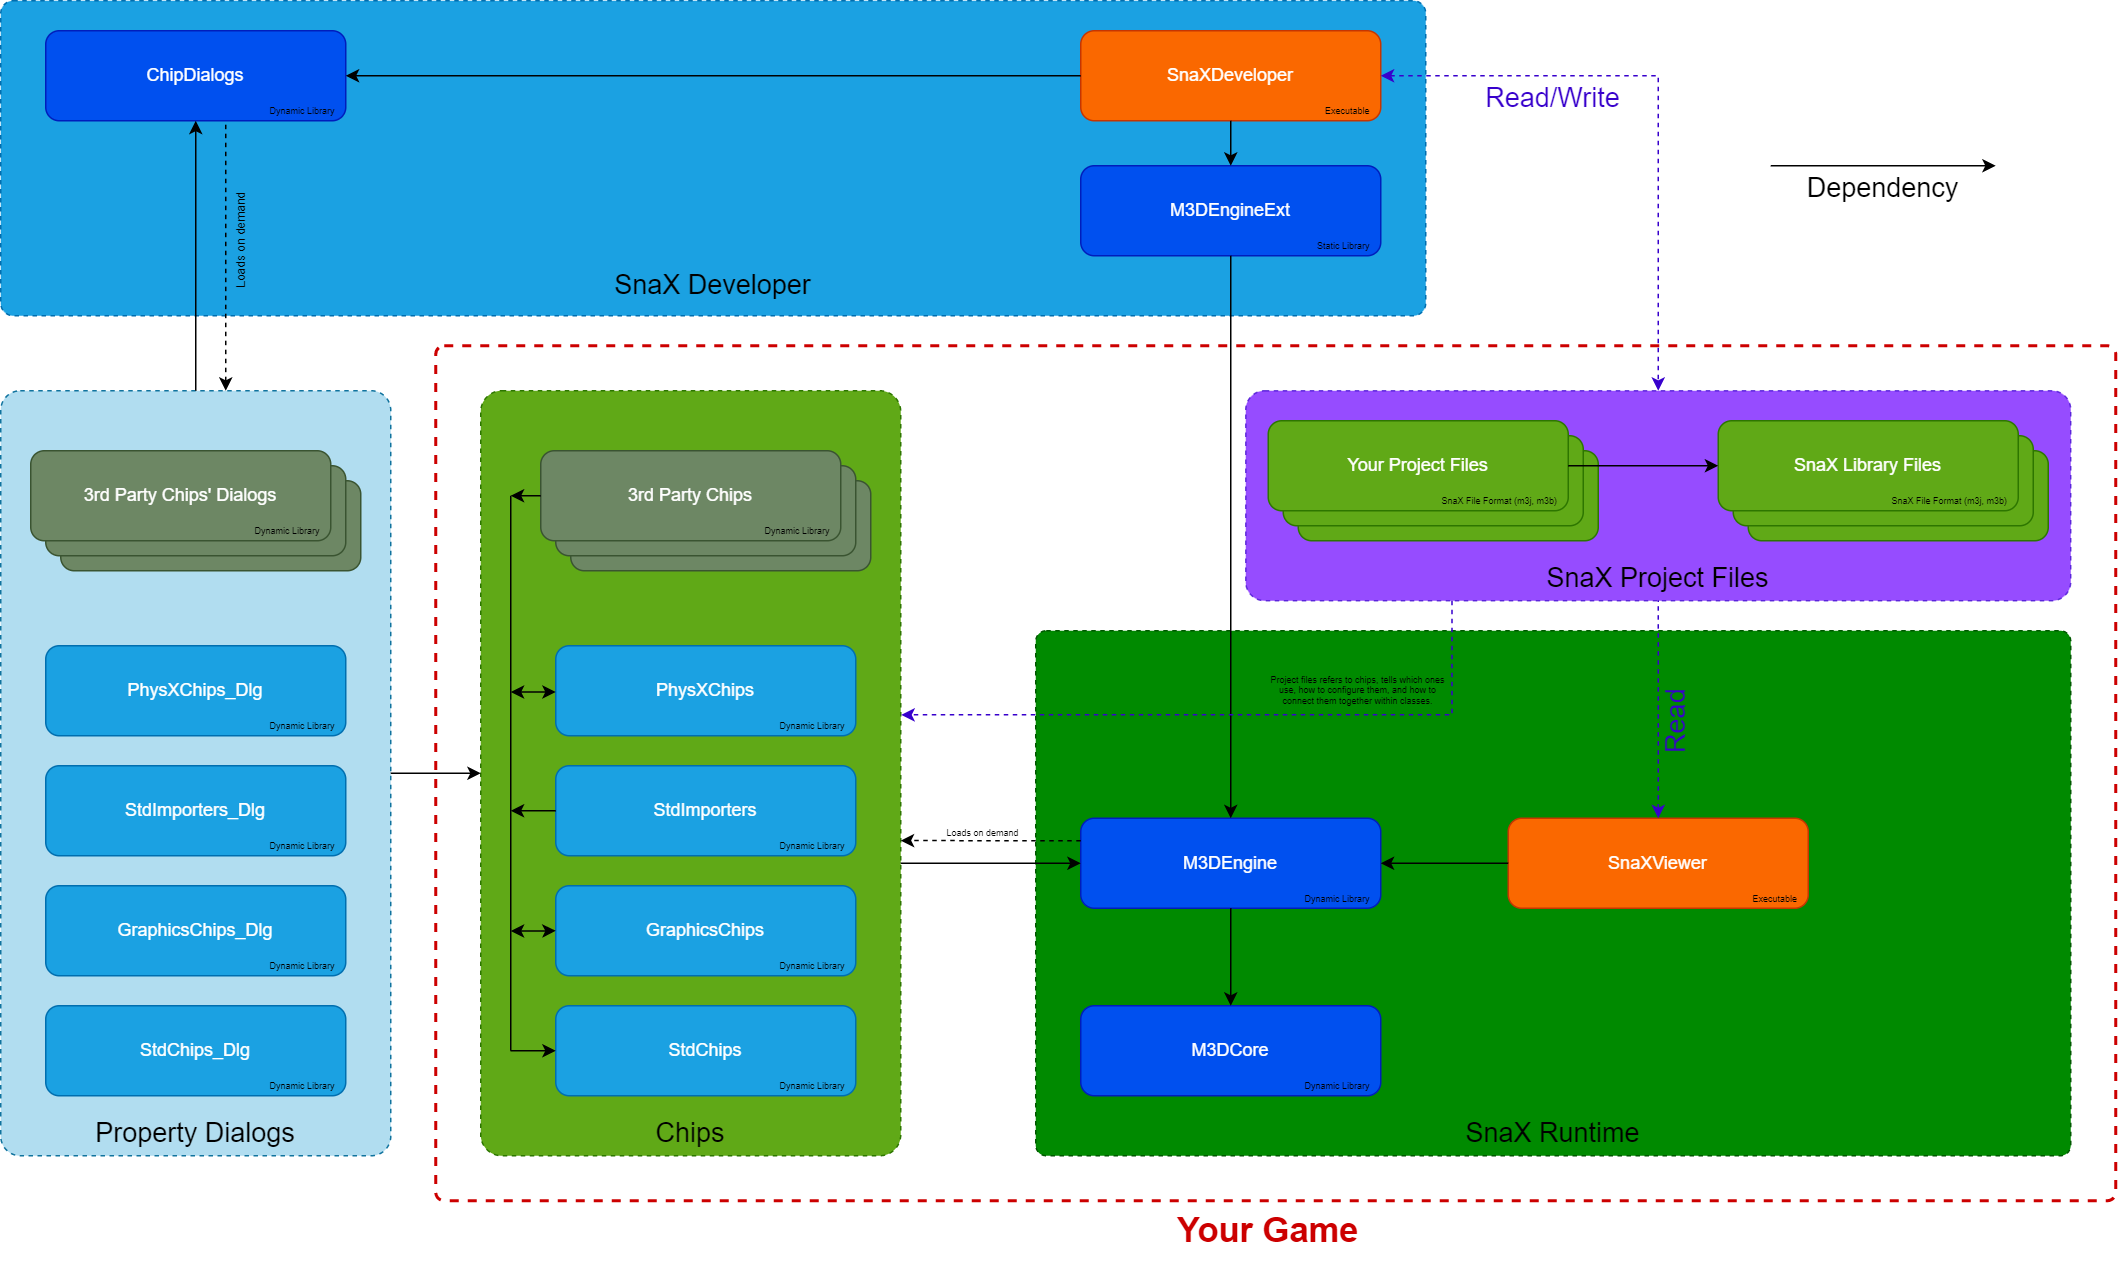 ChipDialogs
Dynamic Library
SnaXDeveloper
Executable
Read/Write
Dependency
M3DEngineExt
Static Library
Loads on demand
SnaX Developer
3rd Party Chips' Dialogs
Dynamic Library
PhysXChips_Dlg
Dynamic Library
StdImporters_Dlg
Dynamic Library
GraphicsChips_Dlg
Dynamic Library
StdChips_Dlg
Dynamic Library
Property Dialogs
3rd Party Chips
Dynamic Library
PhysXChips
Dynamic Library
StdImporters
Dynamic Library
GraphicsChips
Dynamic Library
StdChips
Dynamic Library
Chips
Your Project Files
SnaX File Format (m3j, m3b)
SnaX Library Files
SnaX File Format (m3j, m3b)
SnaX Project Files
Project files refers to chips, tells which ones
use, how to configure them, and how to
connect them together within classes.
Read
Loads on demand
M3DEngine
Dynamic Library
SnaXViewer
Executable
M3DCore
Dynamic Library
SnaX Runtime
Your Game